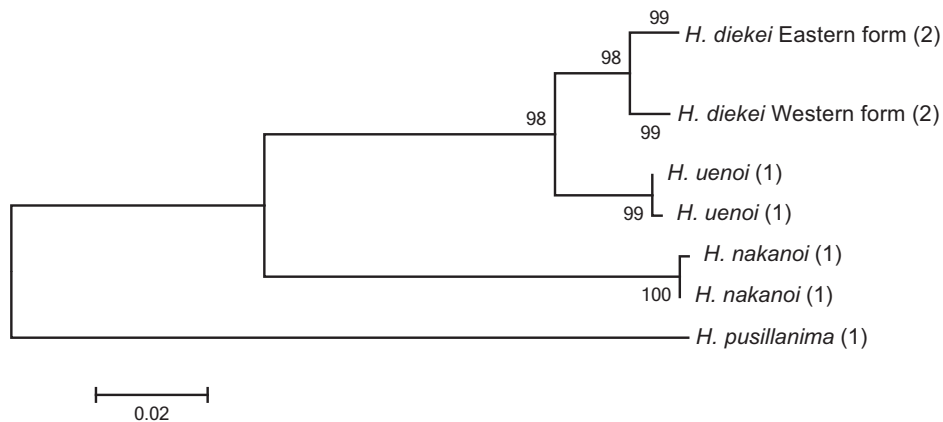 99
H. diekei Eastern form (2)
98
H. diekei Western form (2)
99
98
H. uenoi (1)
99
H. uenoi (1)
H. nakanoi (1)
100
H. nakanoi (1)
H. pusillanima (1)
0.02